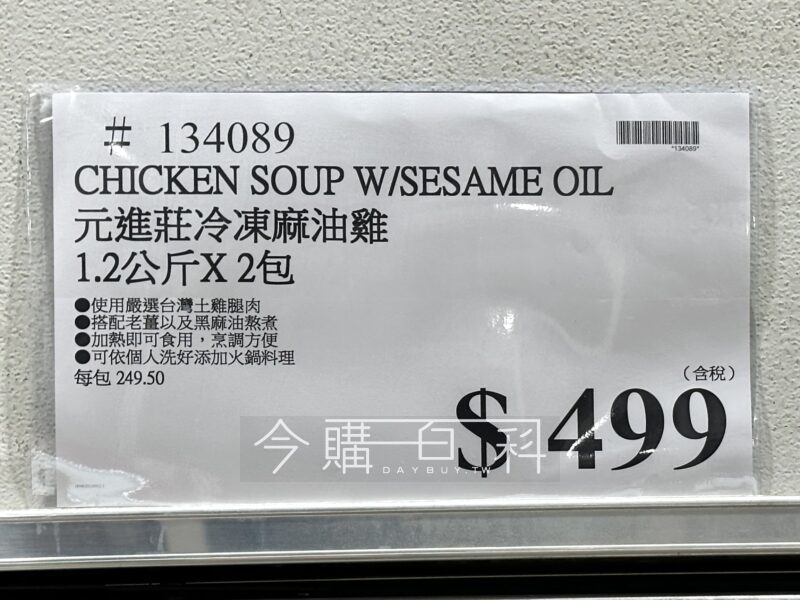 # 134089
*134089*
CHICKEN SOUP W/SESAME OIL
元進莊冷凍麻油雞
1.2公斤X 2包
●使用嚴選台灣土雞腿肉
●搭配老薑以及黑麻油熬煮
●加熱即可食用，烹調方便
●可依個人洗好添加火鍋料理
每包 249.50
（含稅）
$ 499
今購百科
DAYBUY.TW